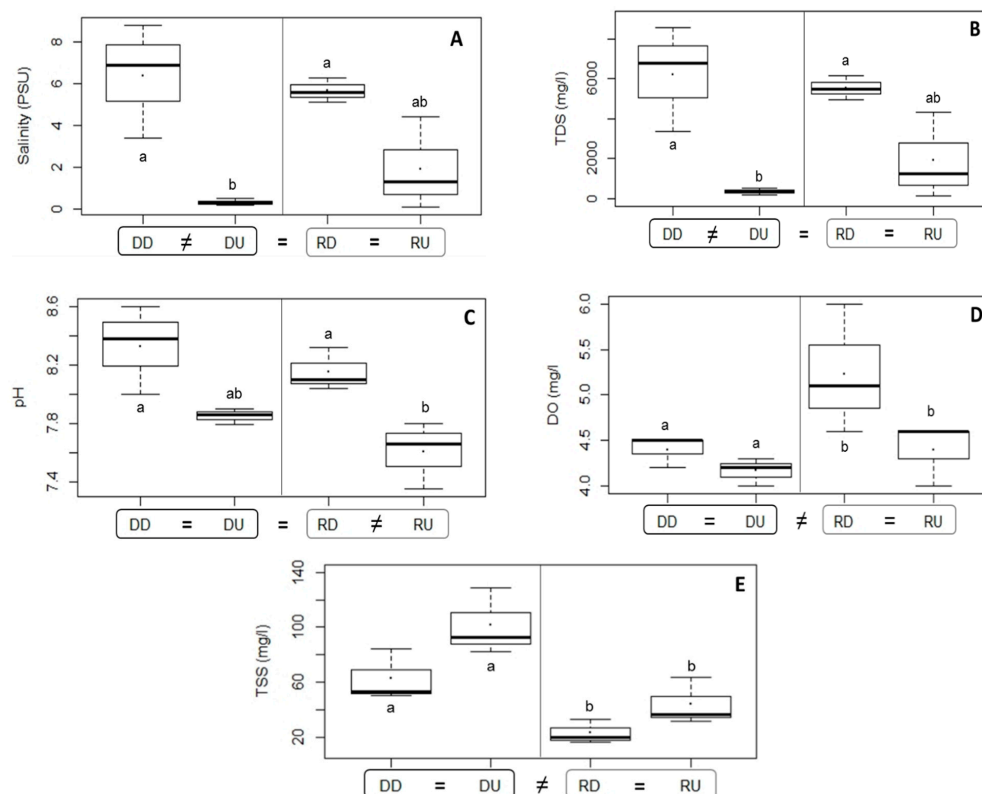 A
Salinity (PSU)
8
6
4
2
0
a
b
a
ab
DD ≠ DU = RD = RU
B
TDS (mg/l)
6000
2000
0
a
b
a
ab
DD ≠ DU = RD = RU
C
pH
8.6
8.2
7.8
7.4
a
ab
a
b
DD = DU = RD ≠ RU
D
DO (mg/l
6.0
5.5
5.0
4.5
4.0
a
a
b
b
DD = DU ≠ RD = RU
E
TSS (mg/l)
140
100
60
20
a
a
b
b
DD = DU ≠ RD = RU